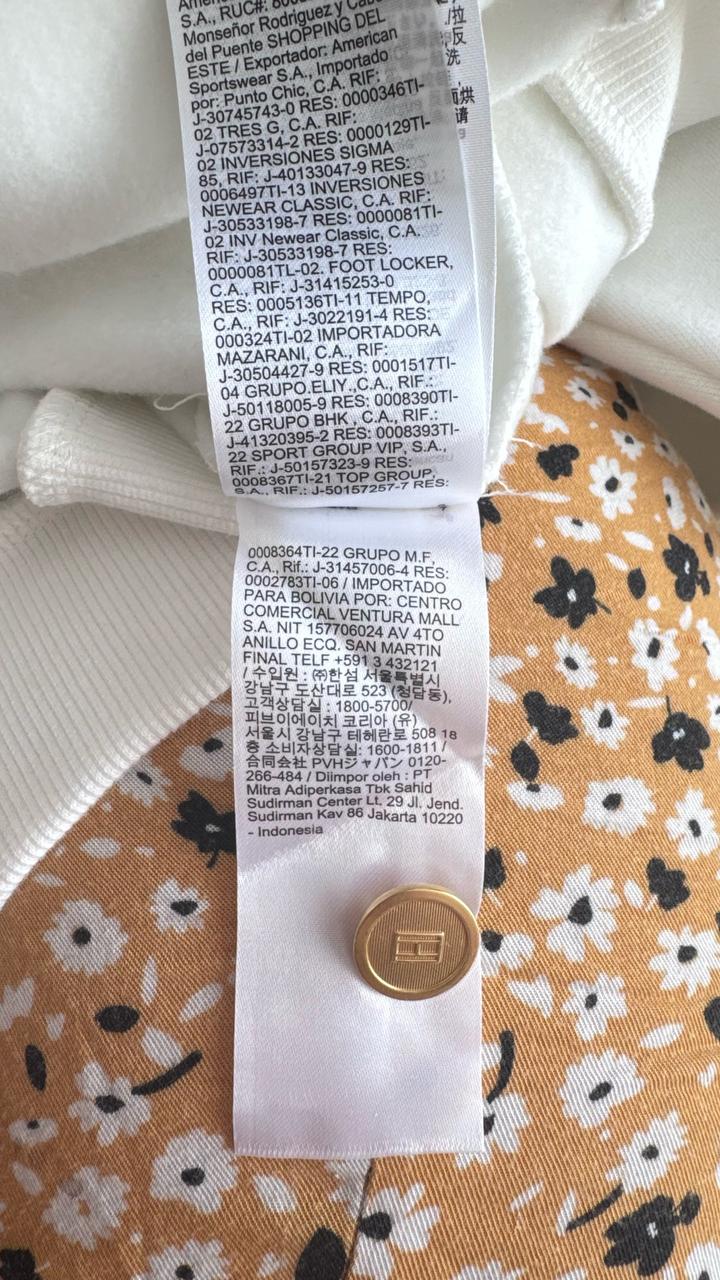 S.A., RUC#:
Monseñor Rodriguez y
del Puente SHOPPING DEL
ESTE / Exportador: American
Sportswear S.A., Importado
por: Punto Chic, C.A. RIF:
J-30745743-0 RES: 0000346TI-
02 TRES G, C.A. RIF:
J-07573314-2 RES: 0000129TI-
02 INVERSIONES SIGMA
85, RIF: J-40133047-9 RES:
0006497TI-13 INVERSIONES
NEWEAR CLASSIC, C.A. RIF:
J-30533198-7 RES: 0000081TI-
02 INV Newear Classic, C.A.
RIF: J-30533198-7 RES:
0000081TL-02. FOOT LOCKER,
C.A., RIF: J-31415253-0
RES: 0005136TI-11 TEMPO,
C.A., RIF: J-3022191-4 RES:
000324TI-02 IMPORTADORA
MAZARANI, C.A., RIF:
J-30504427-9 RES: 0001517TI-
04 GRUPO.ELIY.,C.A., RIF.:
J-50118005-9 RES: 0008390TI-
22 GRUPO BHK , C.A., RIF.:
J-41320395-2 RES: 0008393TI-
22 SPORT GROUP VIP, S.A.,
RIF.: J-50157323-9 RES:
0008367TI-21 TOP GROUP,
S.A., RIF.: J-50157257-7 RES:
0008364TI-22 GRUPO M.F,
C.A., Rif.: J-31457006-4 RES:
0002783TI-06 / IMPORTADO
PARA BOLIVIA POR: CENTRO
COMERCIAL VENTURA MALL
S.A. NIT 157706024 AV 4TO
ANILLO ECQ. SAN MARTIN
FINAL TELF +591 3 432121
/ 수입원 : ㈜한섬 서울특별시
강남구 도산대로 523 (청담동),
고객상담실 : 1800-5700/
피브이에이치 코리아 (유)
서울시 강남구 테헤란로 508 18
층 소비자상담실: 1600-1811 /
合同会社 PVHジャパン 0120-
266-484 / Diimpor oleh : PT
Mitra Adiperkasa Tbk Sahid
Sudirman Center Lt. 29 Jl. Jend.
Sudirman Kav 86 Jakarta 10220
- Indonesia
/拉
反
洗
,
面烘
请
H